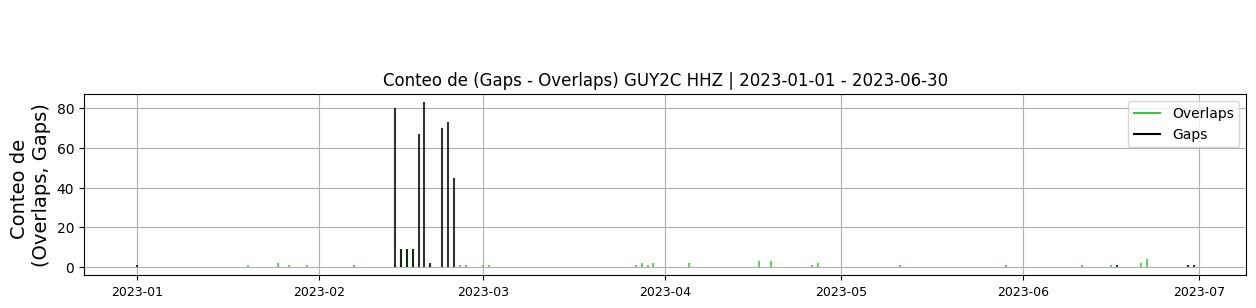 Conteo de (Gaps - Overlaps) GUY2C HHZ | 2023-01-01 - 2023-06-30
Conteo de
(Overlaps, Gaps)
80
60
40
20
0
Overlaps
Gaps
2023-01
2023-02
2023-03
2023-04
2023-05
2023-06
2023-07